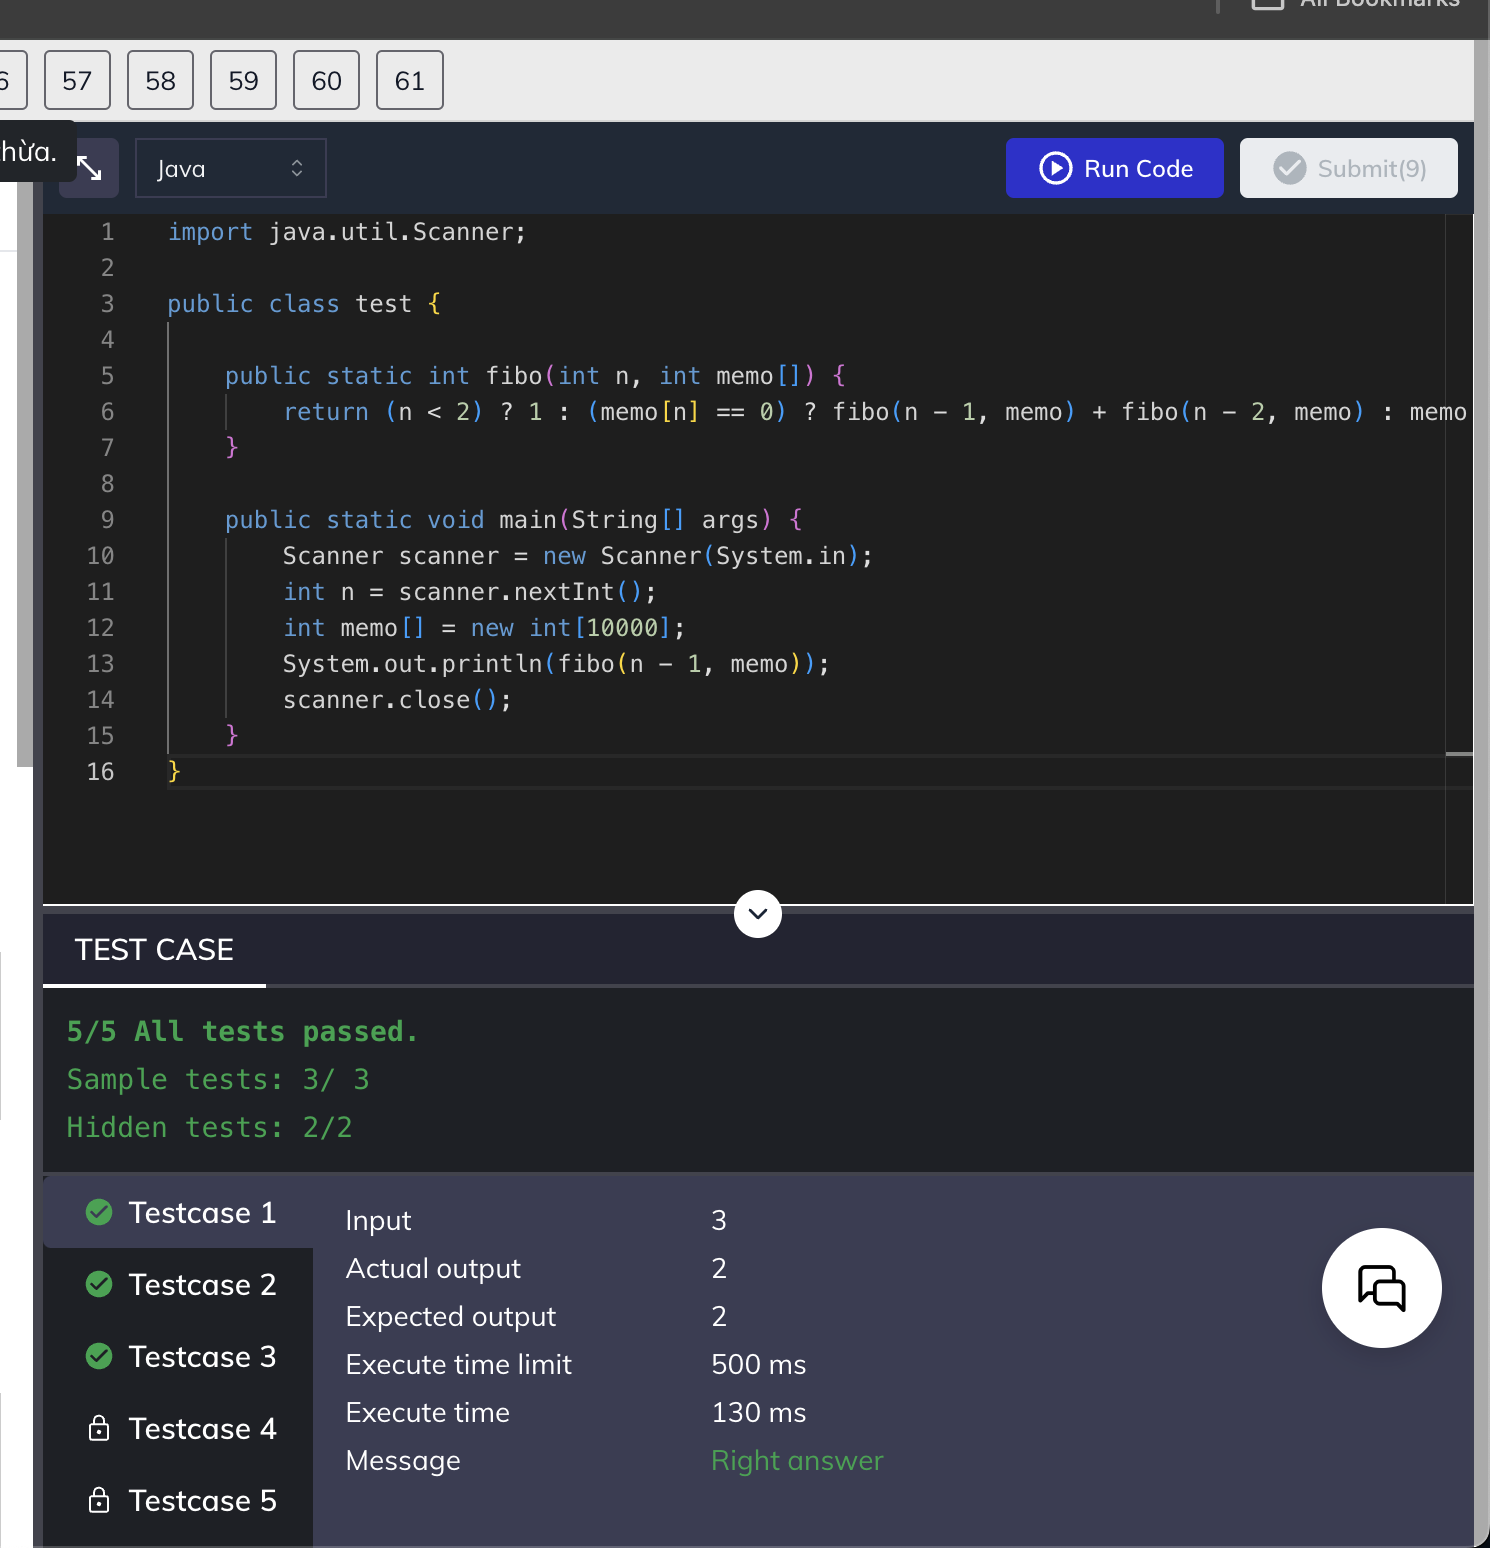 57 58 59 60 61
hừa.
Java
Run Code
Submit(9)
1 import java.util.Scanner;
2
3 public class test {
4
5 public static int fibo(int n, int memo[]) {
6 return (n < 2) ? 1 : (memo[n] == 0) ? fibo(n - 1, memo) + fibo(n - 2, memo) : memo
7 }
8
9 public static void main(String[] args) {
10 Scanner scanner = new Scanner(System.in);
11 int n = scanner.nextInt();
12 int memo[] = new int[10000];
13 System.out.println(fibo(n - 1, memo));
14 scanner.close();
15 }
16 }
TEST CASE
5/5 All tests passed.
Sample tests: 3/ 3
Hidden tests: 2/2
Testcase 1
Testcase 2
Testcase 3
Testcase 4
Testcase 5
Input 3
Actual output 2
Expected output 2
Execute time limit 500 ms
Execute time 130 ms
Message Right answer